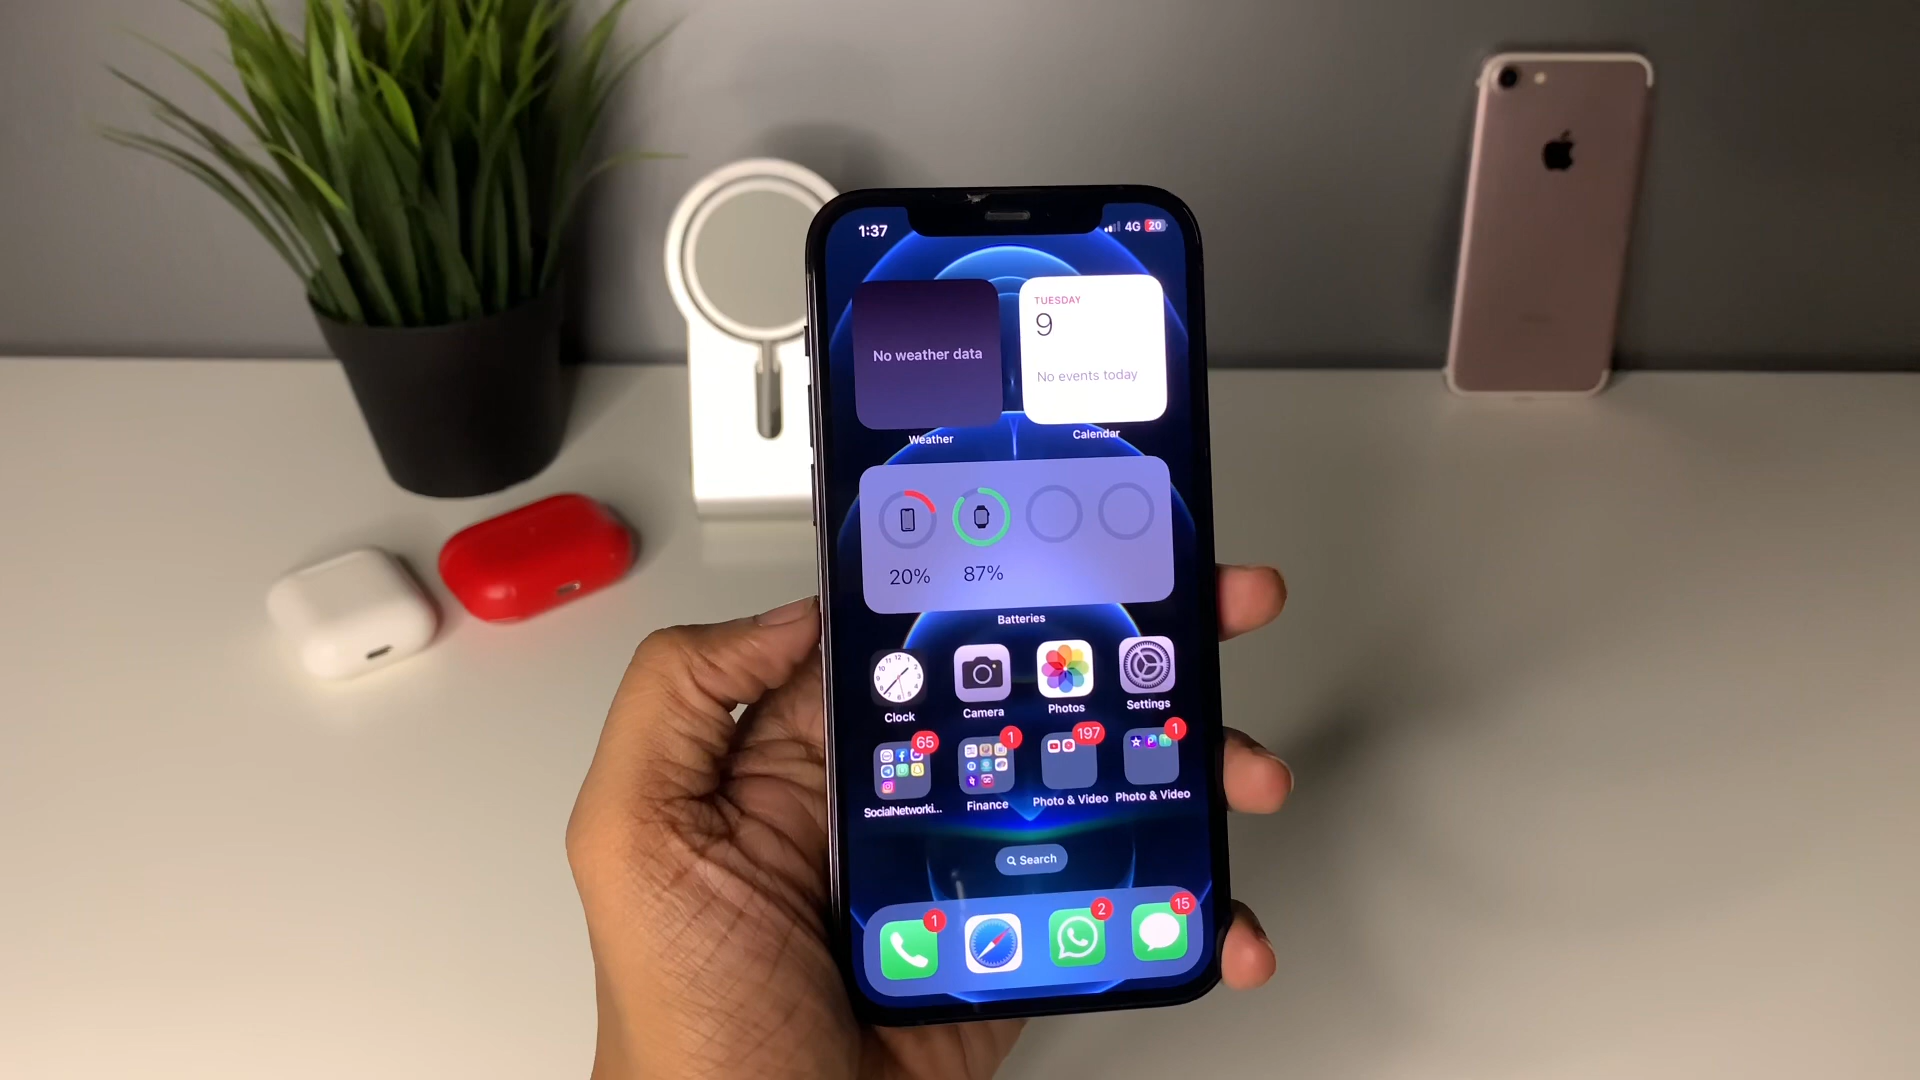 1:37
4G 20
No weather data
TUESDAY
9
No events today
Weather
Calendar
20%
87%
Batteries
Clock
Camera
Photos
Settings
65
1
197
1
SocialNetworki...
Finance
Photo & Video
Photo & Video
Search
1
2
15